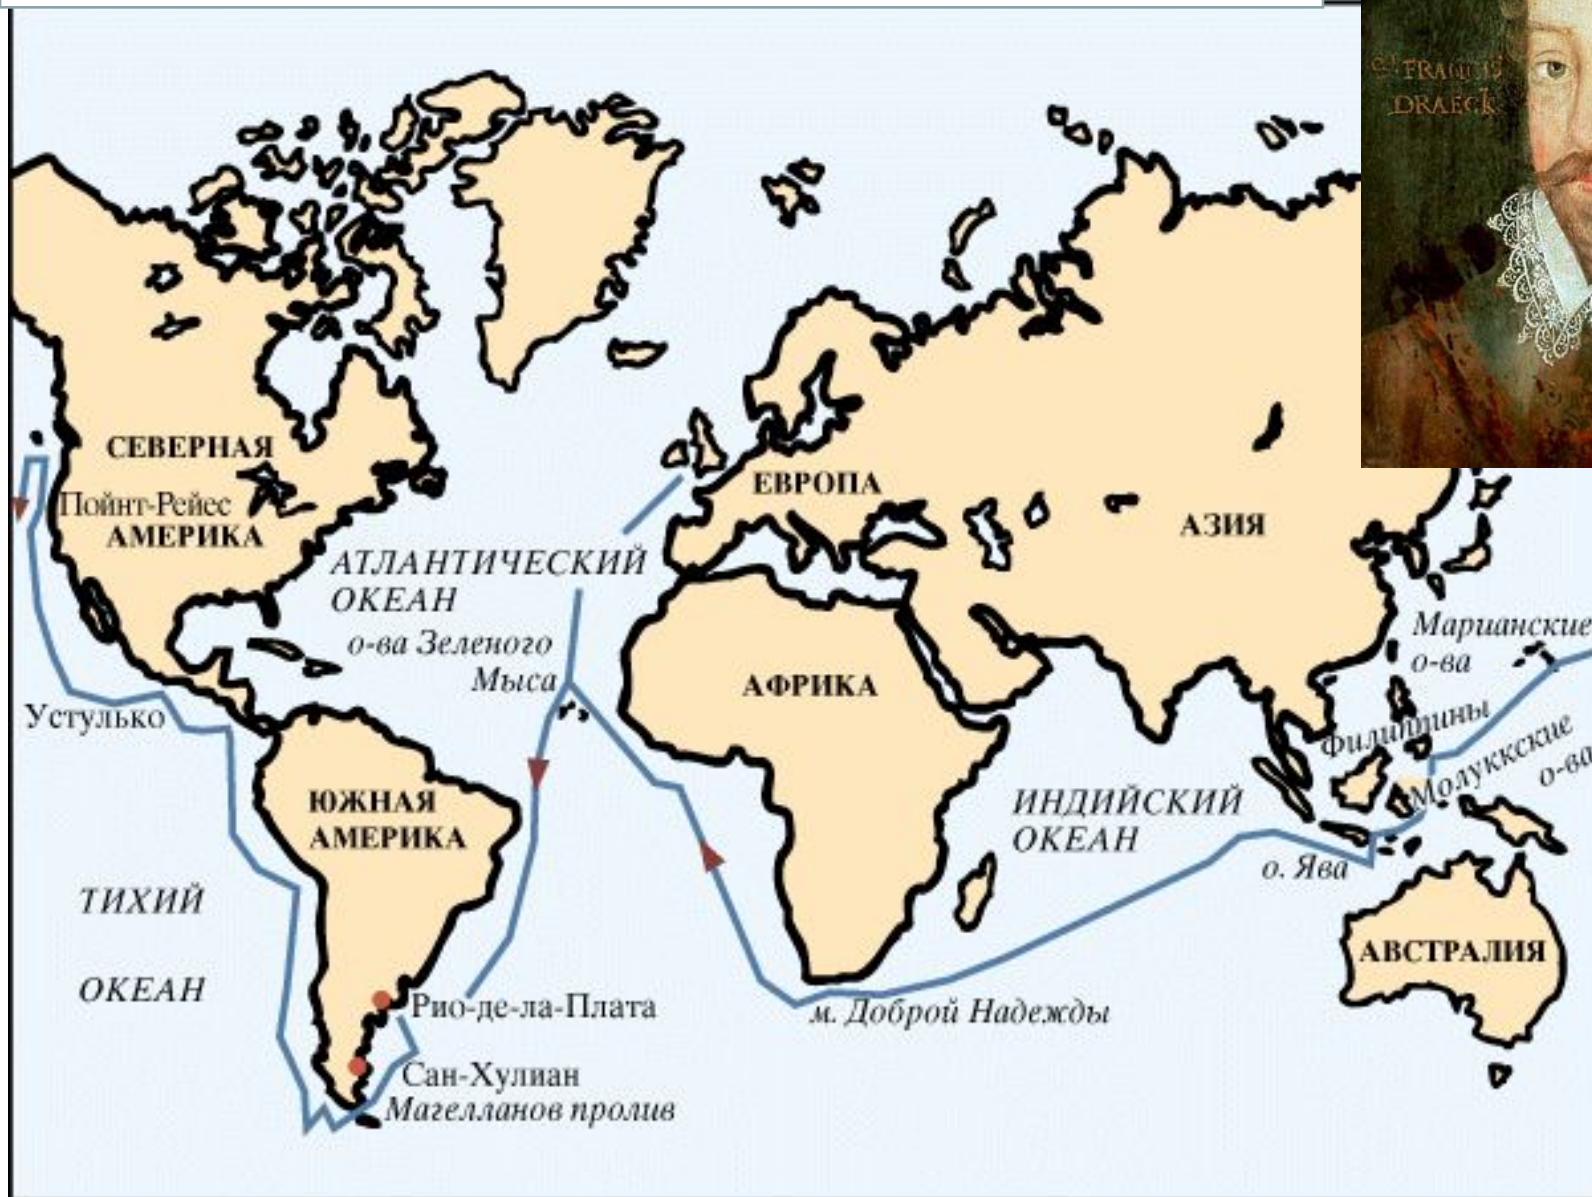 FRANCIS
DRAECK
СЕВЕРНАЯ
Пойнт-Рейес
АМЕРИКА
ЕВРОПА
АЗИЯ
АТЛАНТИЧЕСКИЙ
ОКЕАН
о-ва Зеленого
Мыса
Марианские
о-ва
АФРИКА
Устулько
Филиппины
Молуккские
о-ва
ЮЖНАЯ
АМЕРИКА
ИНДИЙСКИЙ
ОКЕАН
о. Ява
ТИХИЙ
ОКЕАН
АВСТРАЛИЯ
Рио-де-ла-Плата
м. Доброй Надежды
Сан-Хулиан
Магелланов пролив